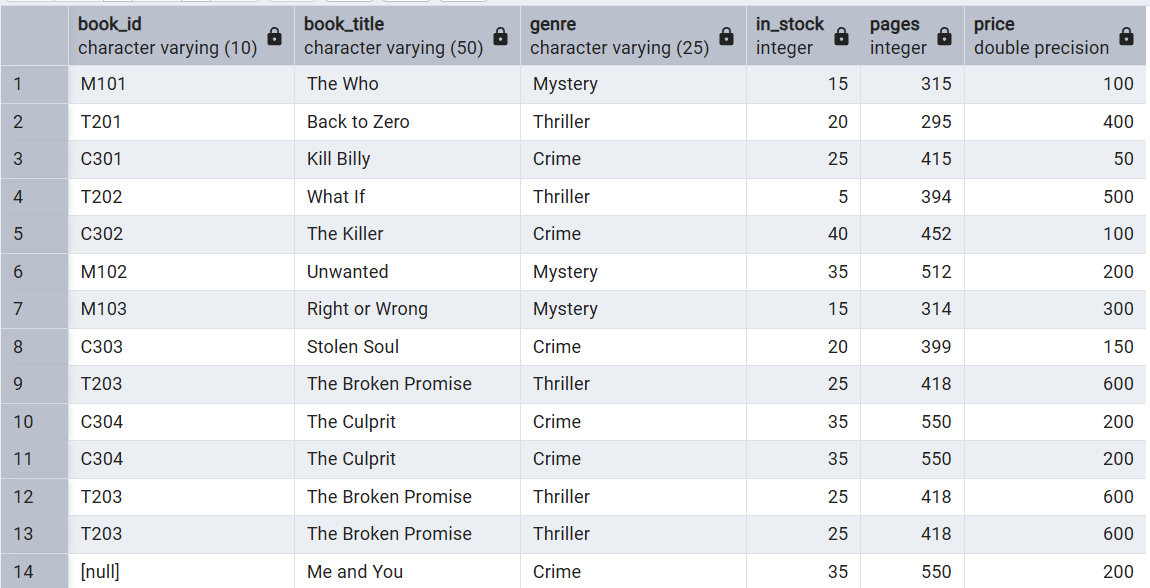 book_id book_title genre in_stock pages price
character varying (10) character varying (50) character varying (25) integer integer double precision
1 M101 The Who Mystery 15 315 100
2 T201 Back to Zero Thriller 20 295 400
3 C301 Kill Billy Crime 25 415 50
4 T202 What If Thriller 5 394 500
5 C302 The Killer Crime 40 452 100
6 M102 Unwanted Mystery 35 512 200
7 M103 Right or Wrong Mystery 15 314 300
8 C303 Stolen Soul Crime 20 399 150
9 T203 The Broken Promise Thriller 25 418 600
10 C304 The Culprit Crime 35 550 200
11 C304 The Culprit Crime 35 550 200
12 T203 The Broken Promise Thriller 25 418 600
13 T203 The Broken Promise Thriller 25 418 600
14 [null] Me and You Crime 35 550 200